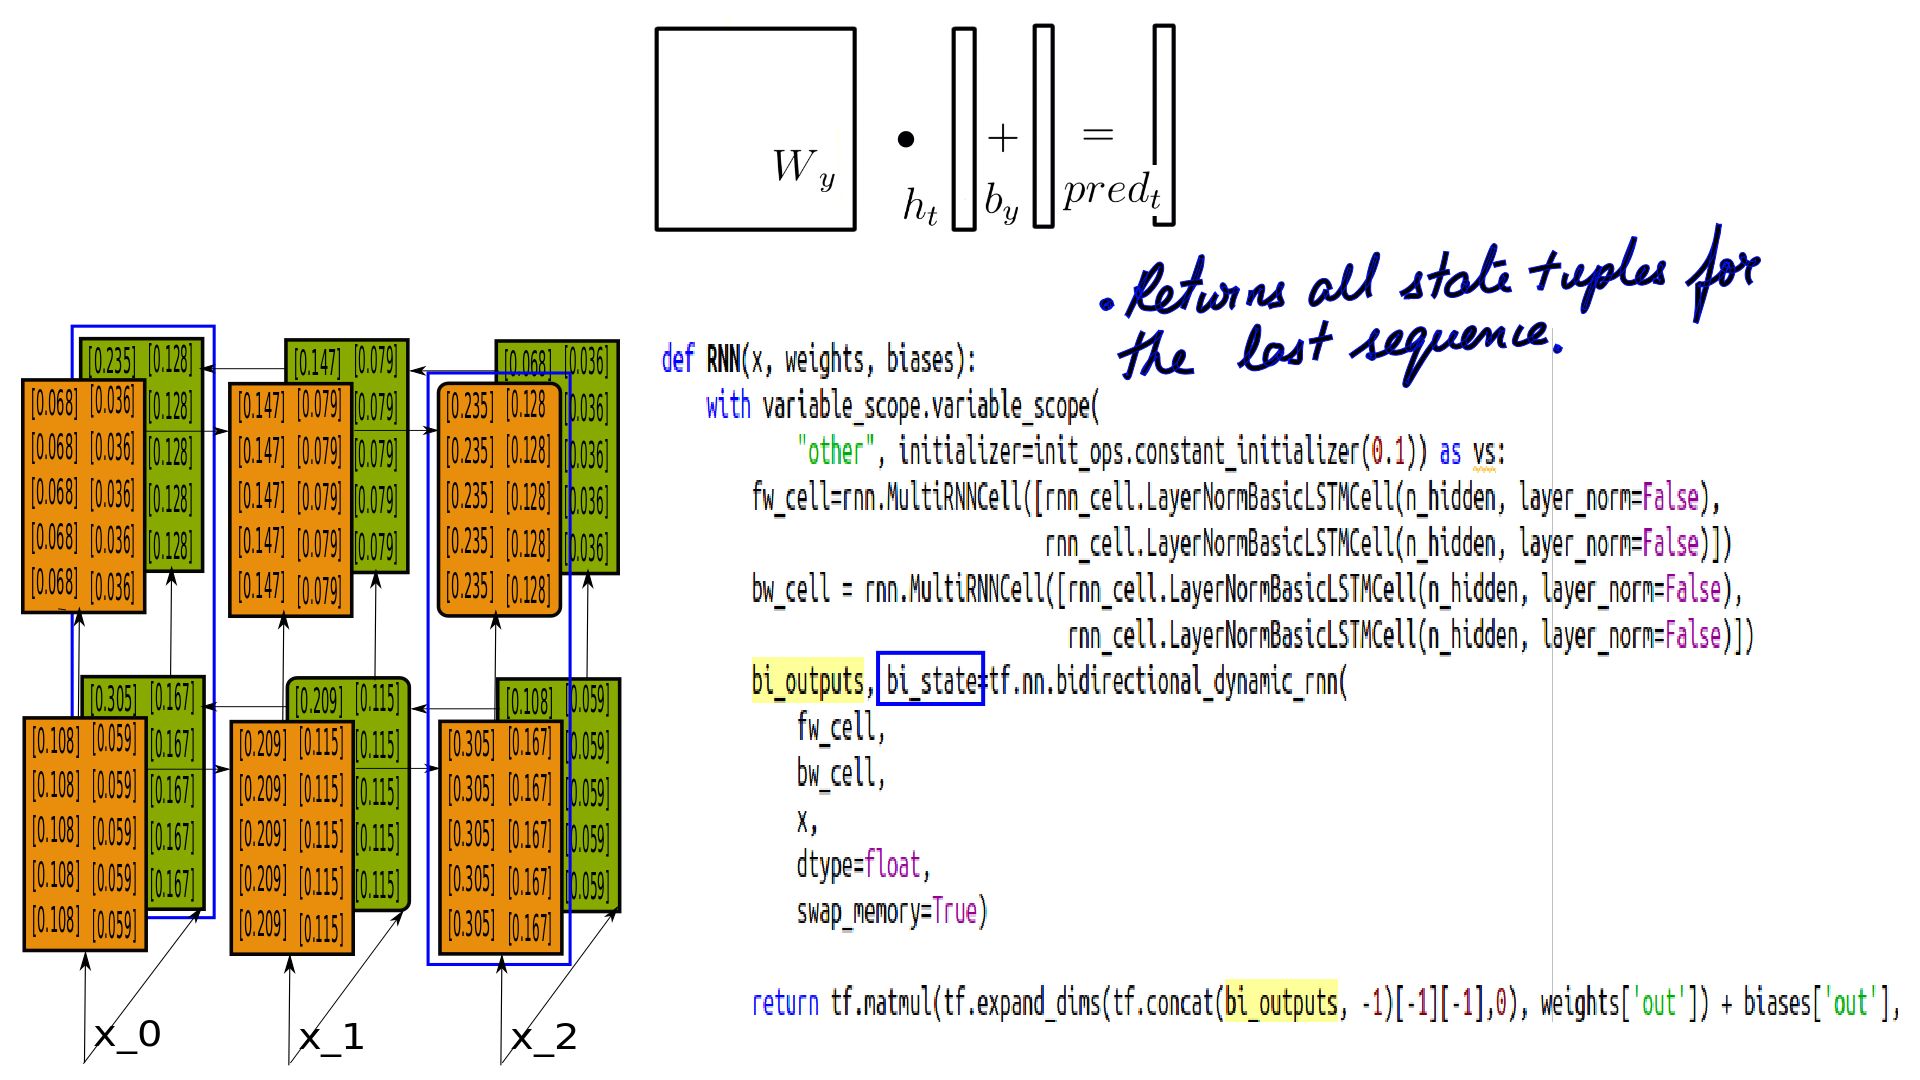 W_y • h_t + b_y = pred_t
• Returns all state tuples for
the last sequence.
def RNN(x, weights, biases):
with variable_scope.variable_scope(
"other", initializer=init_ops.constant_initializer(0.1)) as vs:
fw_cell=rnn.MultiRNNCell([rnn_cell.LayerNormBasicLSTMCell(n_hidden, layer_norm=False),
rnn_cell.LayerNormBasicLSTMCell(n_hidden, layer_norm=False)])
bw_cell = rnn.MultiRNNCell([rnn_cell.LayerNormBasicLSTMCell(n_hidden, layer_norm=False),
rnn_cell.LayerNormBasicLSTMCell(n_hidden, layer_norm=False)])
bi_outputs, bi_state=tf.nn.bidirectional_dynamic_rnn(
fw_cell,
bw_cell,
x,
dtype=float,
swap_memory=True)
return tf.matmul(tf.expand_dims(tf.concat(bi_outputs, -1)[-1][-1],0), weights['out']) + biases['out'],
[0.235] [0.128] [0.147] [0.079] [0.068] [0.036]
[0.068] [0.036] [0.128] [0.147] [0.079] [0.079] [0.235] [0.128 [0.036]
[0.068] [0.036] [0.128] [0.147] [0.079] [0.079] [0.235] [0.128] [0.036]
[0.068] [0.036] [0.128] [0.147] [0.079] [0.079] [0.235] [0.128] [0.036]
[0.068] [0.036] [0.128] [0.147] [0.079] [0.079] [0.235] [0.128] [0.036]
[0.068] [0.036] [0.147] [0.079] [0.235] [0.128]
[0.305] [0.167] [0.209] [0.115] [0.108] [0.059]
[0.108] [0.059] [0.167] [0.209] [0.115] [0.115] [0.305] [0.167] [0.059]
[0.108] [0.059] [0.167] [0.209] [0.115] [0.115] [0.305] [0.167] [0.059]
[0.108] [0.059] [0.167] [0.209] [0.115] [0.115] [0.305] [0.167] [0.059]
[0.108] [0.059] [0.167] [0.209] [0.115] [0.115] [0.305] [0.167] [0.059]
[0.108] [0.059] [0.209] [0.115] [0.305] [0.167]
x_0 x_1 x_2